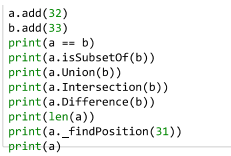 a.add(32)
b.add(33)
print(a == b)
print(a.isSubsetOf(b))
print(a.Union(b))
print(a.Intersection(b))
print(a.Difference(b))
print(len(a))
print(a._findPosition(31))
print(a)